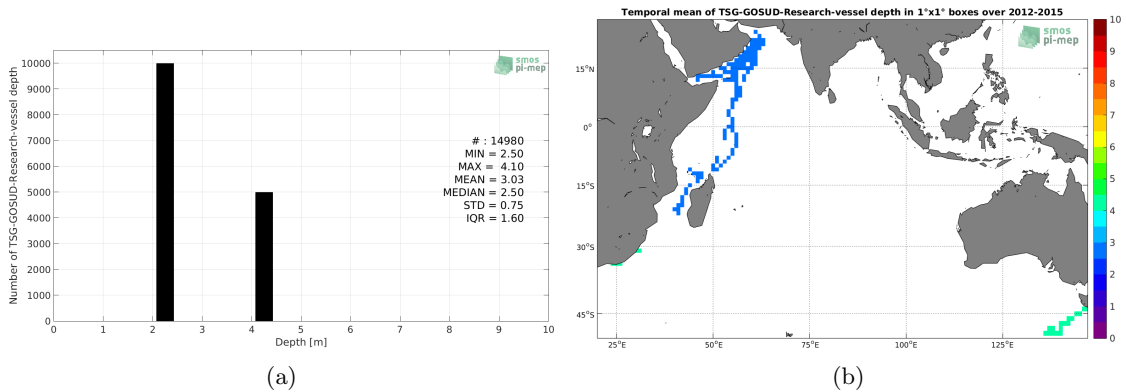 Number of TSG-GOSUD-Research-vessel depth
10000
9000
8000
7000
6000
5000
4000
3000
2000
1000
0
0 1 2 3 4 5 6 7 8 9 10
Depth [m]
smos
pi-mep
# : 14980
MIN = 2.50
MAX = 4.10
MEAN = 3.03
MEDIAN = 2.50
STD = 0.75
IQR = 1.60
(a)
Temporal mean of TSG-GOSUD-Research-vessel depth in 1°x1° boxes over 2012-2015
smos
pi-mep
15°N
0°
15°S
30°S
45°S
25°E 50°E 75°E 100°E 125°E
10
9
8
7
6
5
4
3
2
1
0
(b)